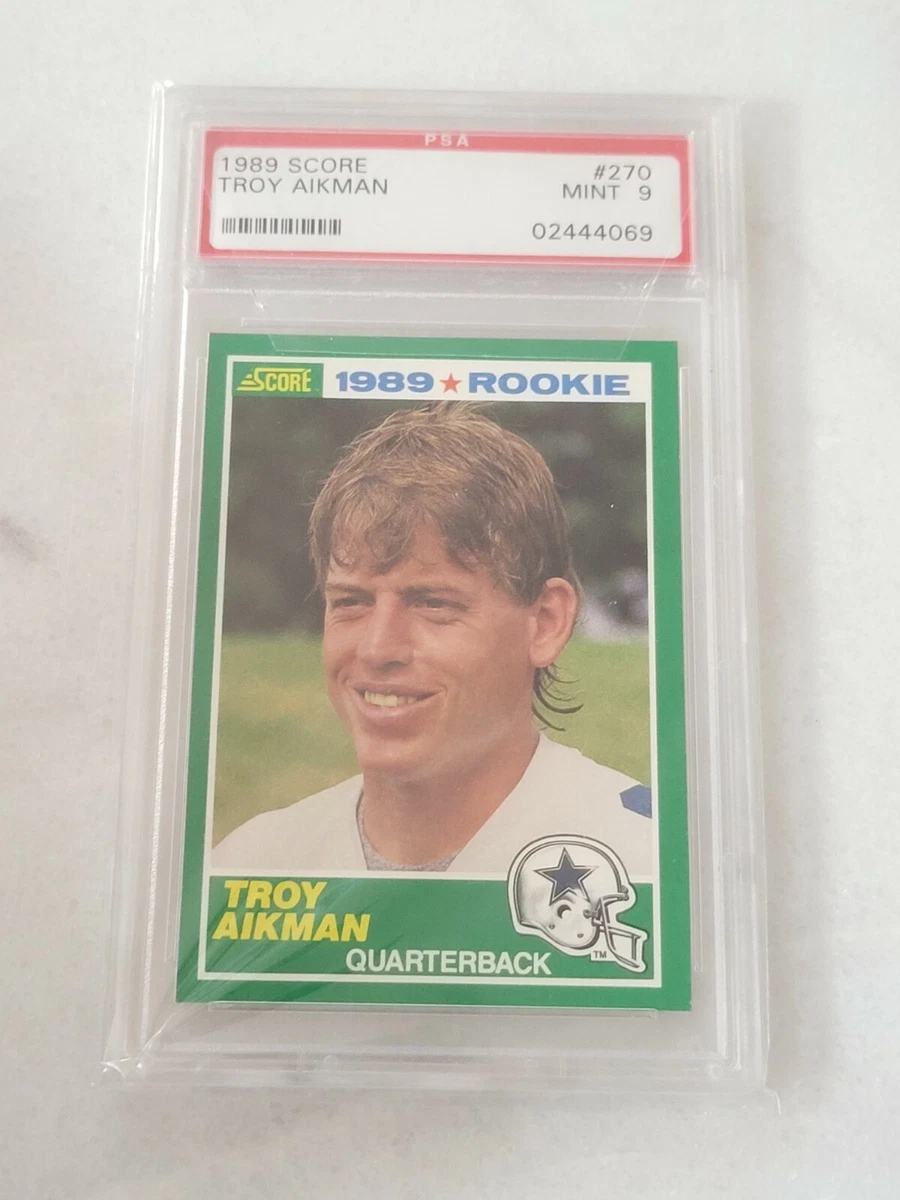 PSA
1989 SCORE #270
TROY AIKMAN MINT 9
02444069
SCORE 1989 ★ ROOKIE
TROY
AIKMAN
QUARTERBACK
TM